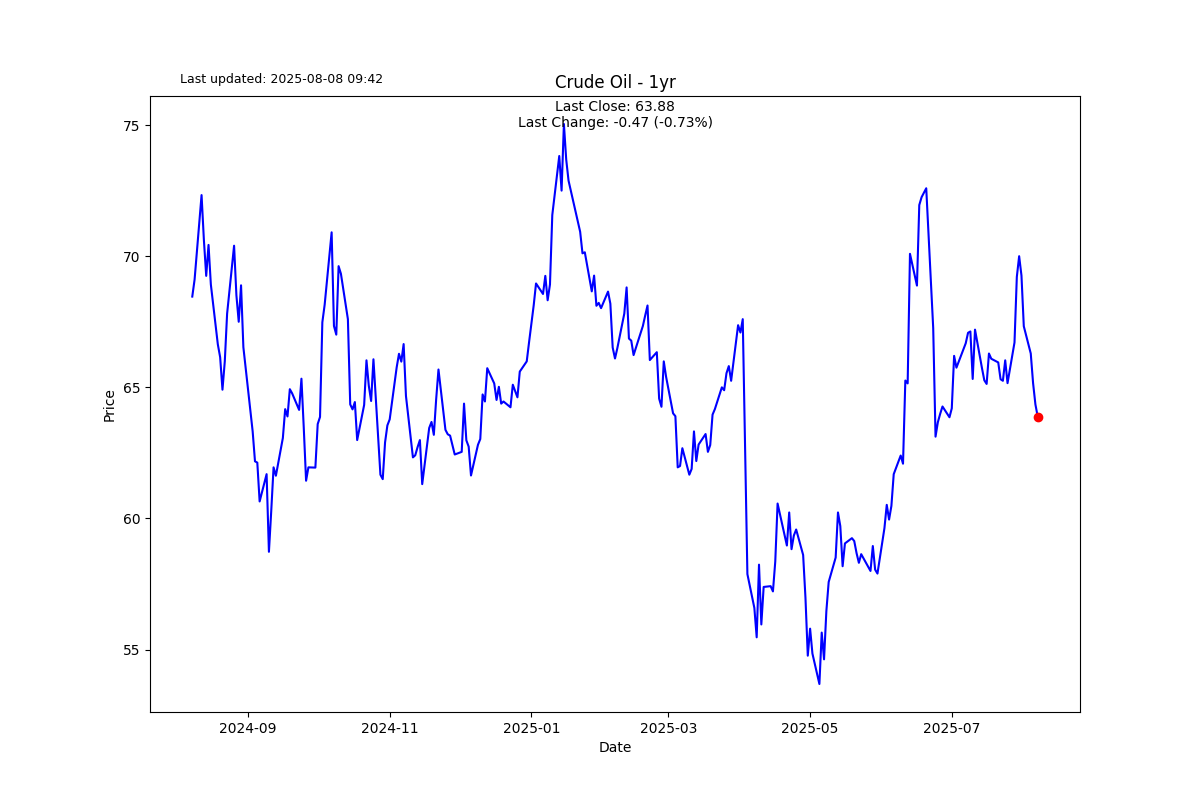 Last updated: 2025-08-08 09:42
Crude Oil - 1yr
Last Close: 63.88
Last Change: -0.47 (-0.73%)
75
70
65
60
55
Price
2024-09 2024-11 2025-01 2025-03 2025-05 2025-07
Date